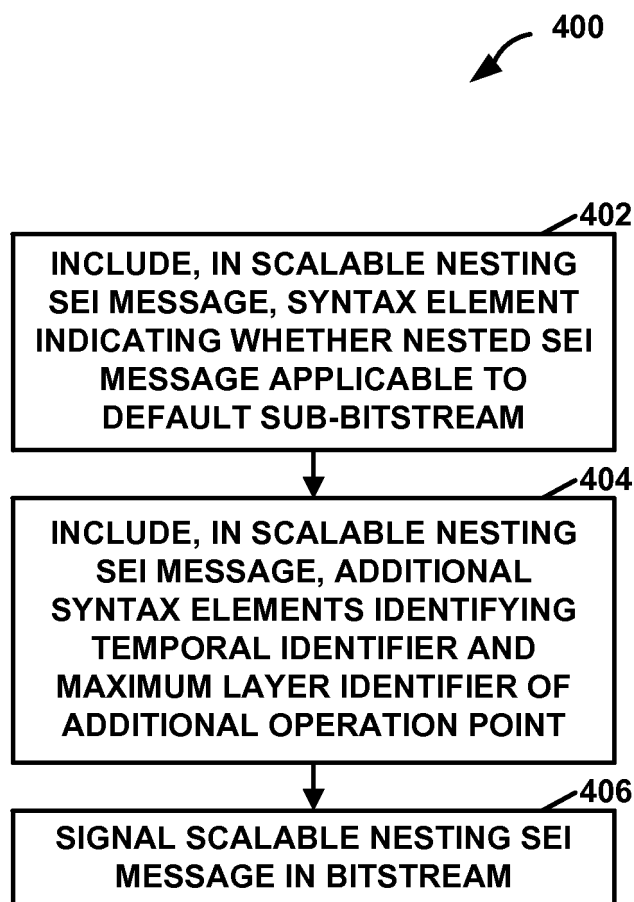 400
402
INCLUDE, IN SCALABLE NESTING
SEI MESSAGE, SYNTAX ELEMENT
INDICATING WHETHER NESTED SEI
MESSAGE APPLICABLE TO
DEFAULT SUB-BITSTREAM
404
INCLUDE, IN SCALABLE NESTING
SEI MESSAGE, ADDITIONAL
SYNTAX ELEMENTS IDENTIFYING
TEMPORAL IDENTIFIER AND
MAXIMUM LAYER IDENTIFIER OF
ADDITIONAL OPERATION POINT
406
SIGNAL SCALABLE NESTING SEI
MESSAGE IN BITSTREAM